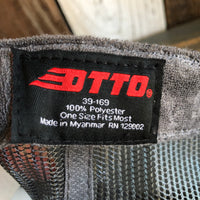 OTTO®
39-169
100% Polyester
One Size Fits Most
Made in Myanmar RN 129002